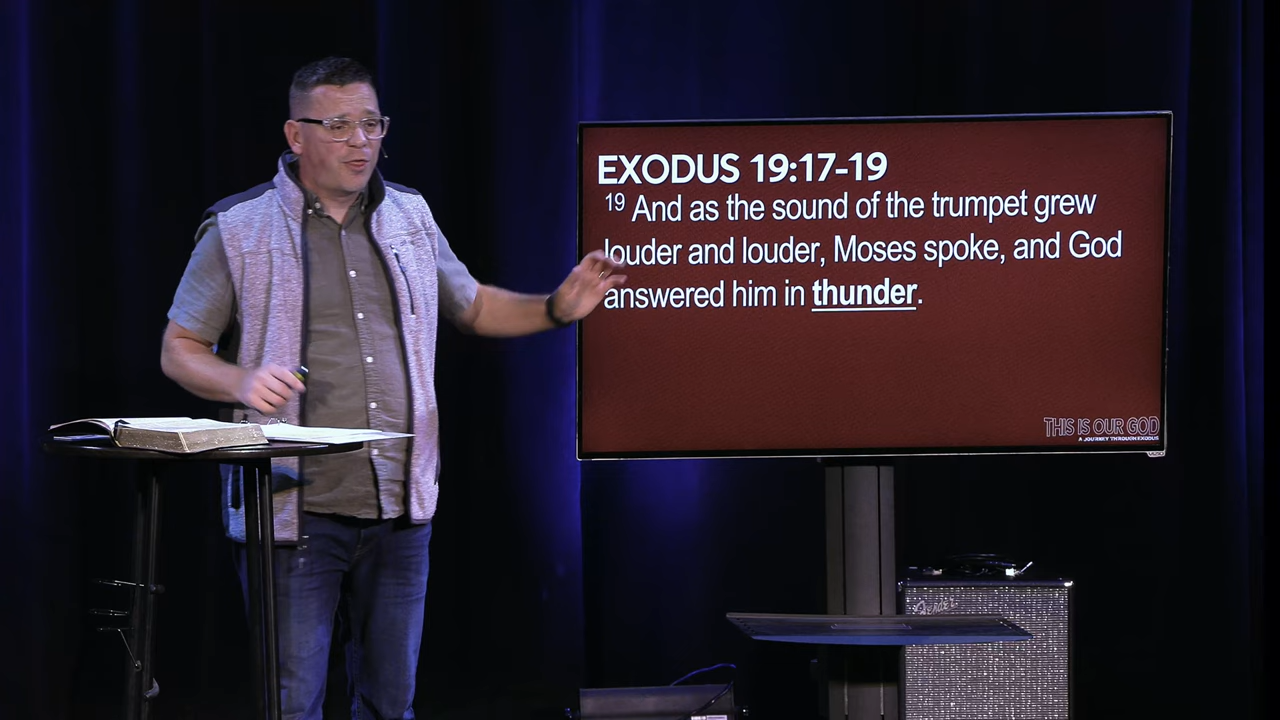 EXODUS 19:17-19
19 And as the sound of the trumpet grew
louder and louder, Moses spoke, and God
answered him in thunder.
THIS IS OUR GOD
A JOURNEY THROUGH EXODUS
Fender